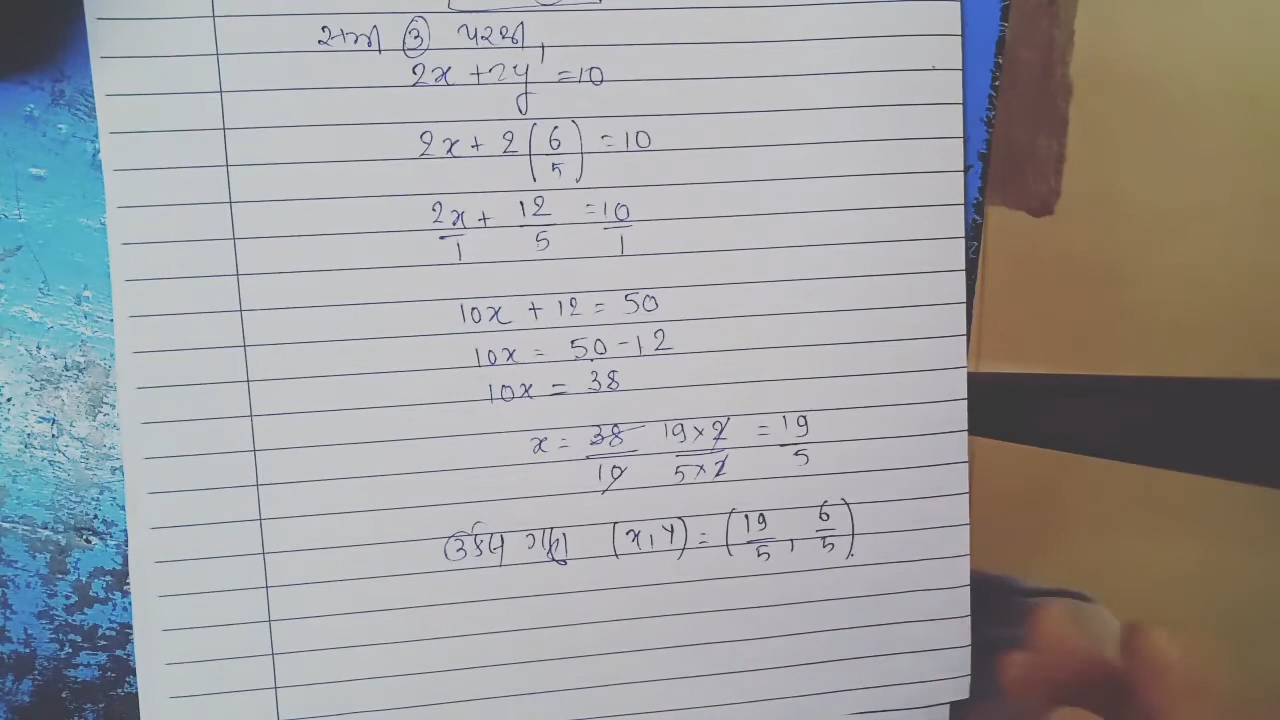 સમી ③ પરથી,
2x + 2y = 10
2x + 2(6/5) = 10
2x/1 + 12/5 = 10/1
10x + 12 = 50
10x = 50 - 12
10x = 38
x = 38/10 19×2/5×2 = 19/5
ઉકેલ ગણ (x, y) = (19/5, 6/5)